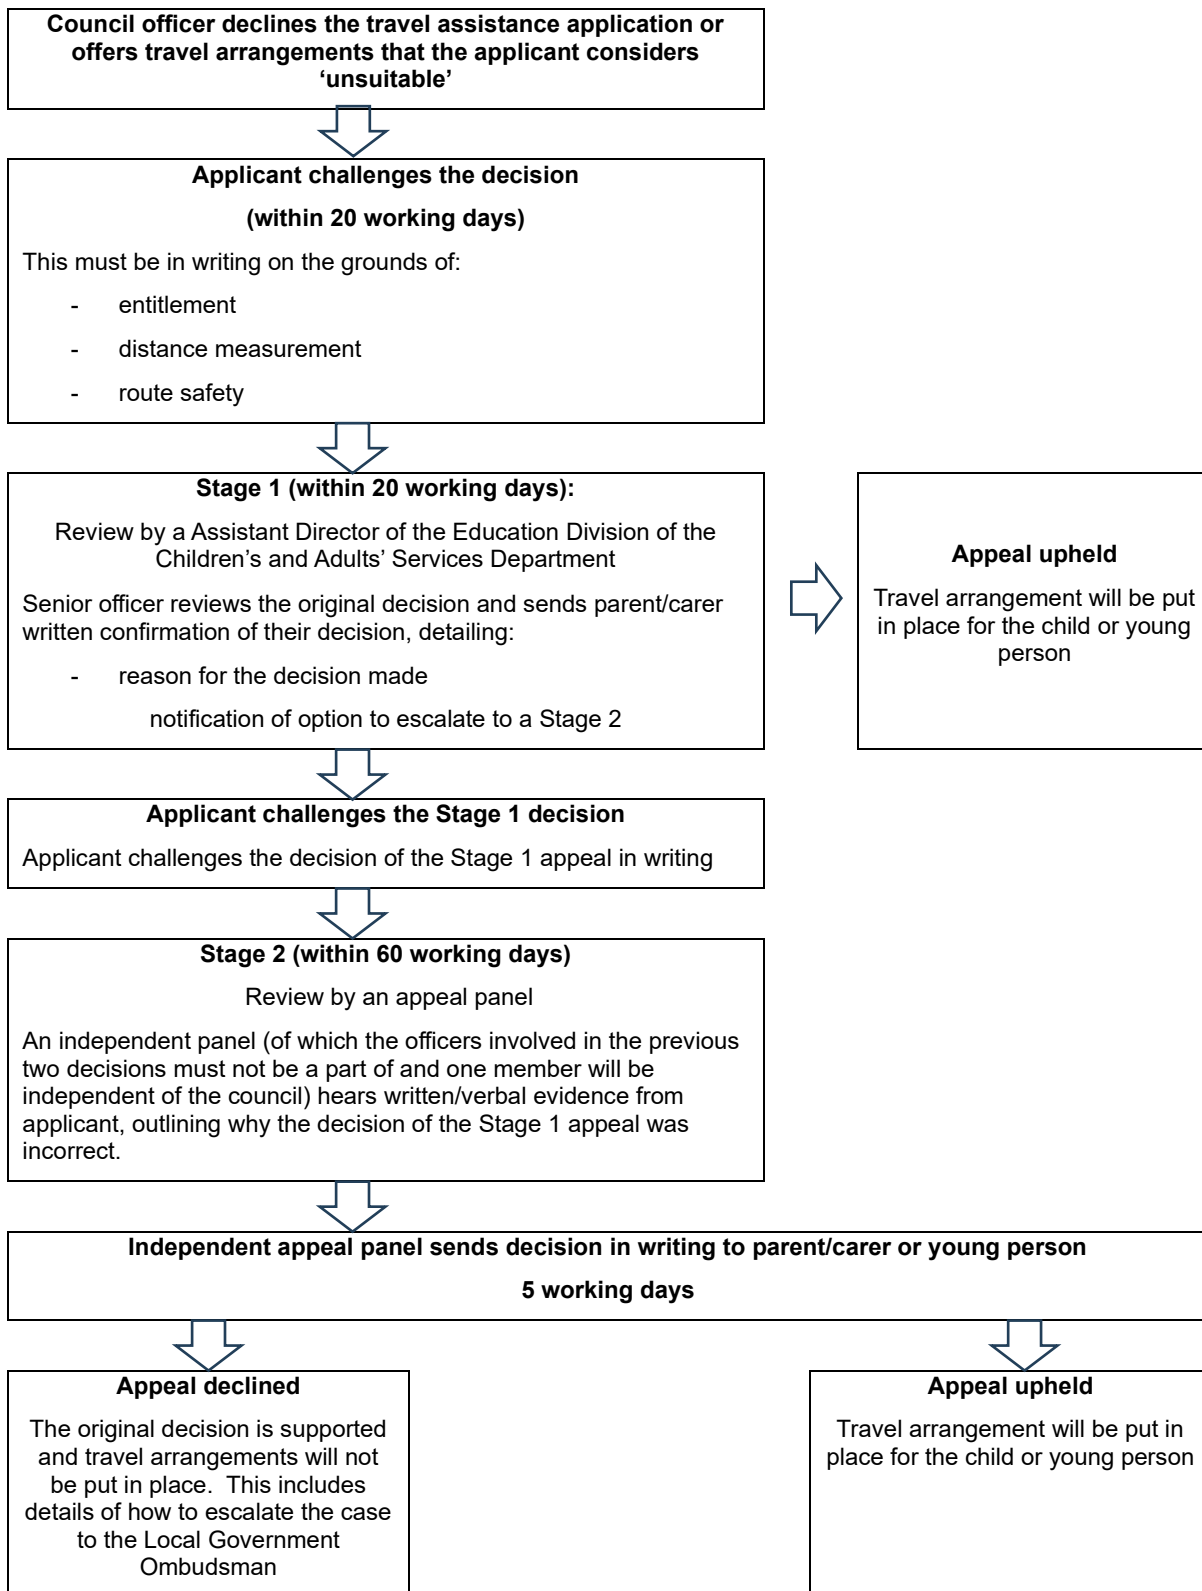 Council officer declines the travel assistance application or
offers travel arrangements that the applicant considers
‘unsuitable’
Applicant challenges the decision
(within 20 working days)
This must be in writing on the grounds of:
- entitlement
- distance measurement
- route safety
Stage 1 (within 20 working days):
Review by a Assistant Director of the Education Division of the
Children’s and Adults’ Services Department
Senior officer reviews the original decision and sends parent/carer
written confirmation of their decision, detailing:
- reason for the decision made
notification of option to escalate to a Stage 2
Appeal upheld
Travel arrangement will be put
in place for the child or young
person
Applicant challenges the Stage 1 decision
Applicant challenges the decision of the Stage 1 appeal in writing
Stage 2 (within 60 working days)
Review by an appeal panel
An independent panel (of which the officers involved in the previous
two decisions must not be a part of and one member will be
independent of the council) hears written/verbal evidence from
applicant, outlining why the decision of the Stage 1 appeal was
incorrect.
Independent appeal panel sends decision in writing to parent/carer or young person
5 working days
Appeal declined
The original decision is supported
and travel arrangements will not
be put in place.  This includes
details of how to escalate the case
to the Local Government
Ombudsman
Appeal upheld
Travel arrangement will be put in
place for the child or young person